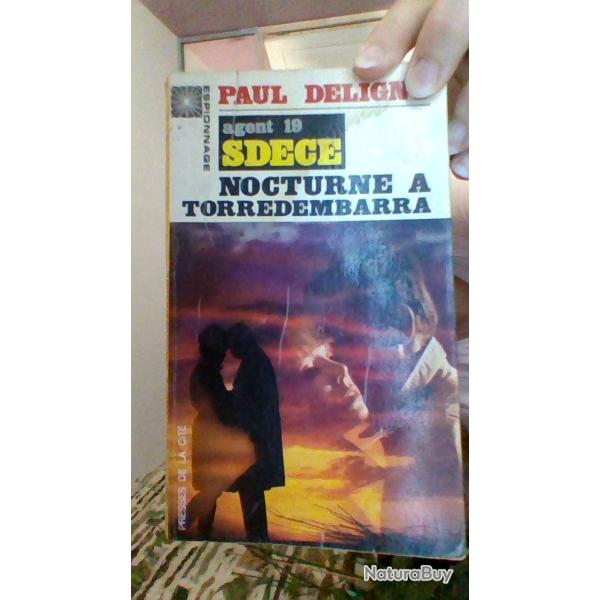 PAUL DELIGN
ESPIONNAGE
agent 19
SDECE
NOCTURNE A
TORREDEMBARRA
PRESSES DE LA CITÉ
NaturaBuy